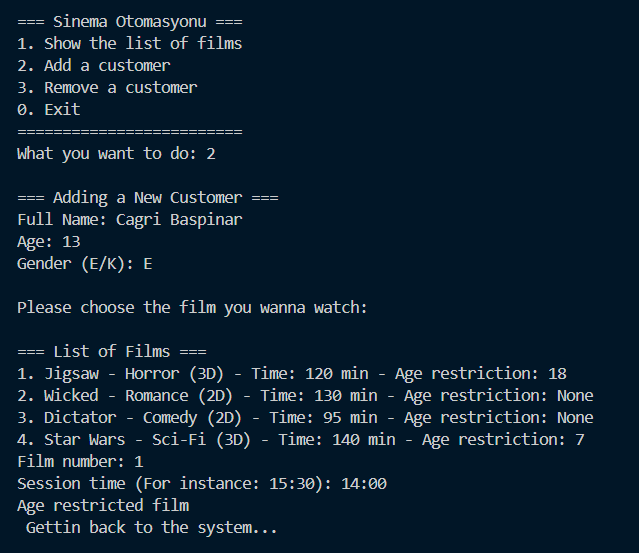 === Sinema Otomasyonu ===
1. Show the list of films
2. Add a customer
3. Remove a customer
0. Exit
=========================
What you want to do: 2
=== Adding a New Customer ===
Full Name: Cagri Baspinar
Age: 13
Gender (E/K): E
Please choose the film you wanna watch:
=== List of Films ===
1. Jigsaw - Horror (3D) - Time: 120 min - Age restriction: 18
2. Wicked - Romance (2D) - Time: 130 min - Age restriction: None
3. Dictator - Comedy (2D) - Time: 95 min - Age restriction: None
4. Star Wars - Sci-Fi (3D) - Time: 140 min - Age restriction: 7
Film number: 1
Session time (For instance: 15:30): 14:00
Age restricted film
 Gettin back to the system...